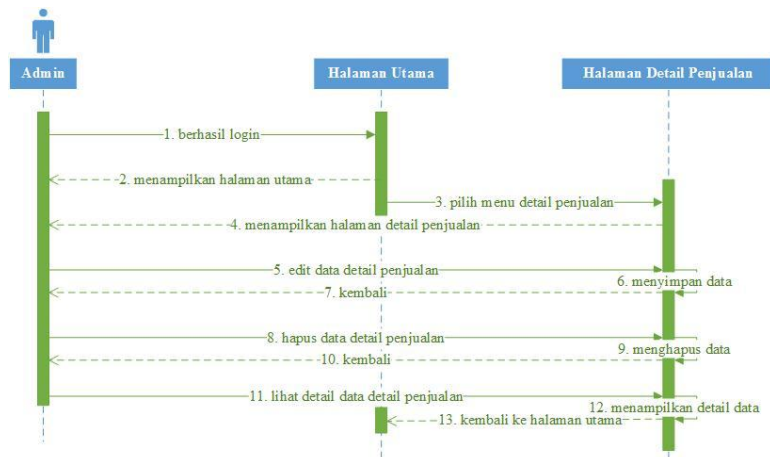 Admin
Halaman Utama
Halaman Detail Penjualan
1. berhasil login
2. menampilkan halaman utama
3. pilih menu detail penjualan
4. menampilkan halaman detail penjualan
5. edit data detail penjualan
6. menyimpan data
7. kembali
8. hapus data detail penjualan
9. menghapus data
10. kembali
11. lihat detail data detail penjualan
12. menampilkan detail data
13. kembali ke halaman utama